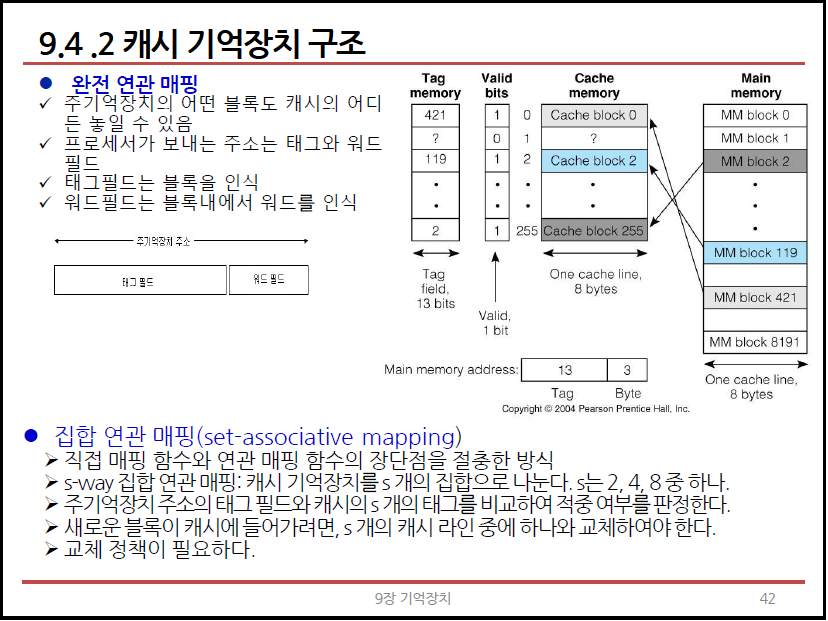 9.4 .2 캐시 기억장치 구조
● 완전 연관 매핑
✓ 주기억장치의 어떤 블록도 캐시의 어디
든 놓일 수 있음
✓ 프로세서가 보내는 주소는 태그와 워드
필드
✓ 태그필드는 블록을 인식
✓ 워드필드는 블록내에서 워드를 인식
주기억장치 주소
태그 필드 워드 필드
Tag memory Valid bits Cache memory Main memory
421 1 0 Cache block 0 MM block 0
? 0 1 ? MM block 1
119 1 2 Cache block 2 MM block 2
2 1 255 Cache block 255
MM block 119
MM block 421
MM block 8191
Tag field, 13 bits
Valid, 1 bit
One cache line, 8 bytes
One cache line, 8 bytes
Main memory address: 13 3
Tag Byte
Copyright © 2004 Pearson Prentice Hall, Inc.
● 집합 연관 매핑(set-associative mapping)
➢ 직접 매핑 함수와 연관 매핑 함수의 장단점을 절충한 방식
➢ s-way 집합 연관 매핑: 캐시 기억장치를 s 개의 집합으로 나눈다. s는 2, 4, 8 중 하나.
➢ 주기억장치 주소의 태그 필드와 캐시의 s 개의 태그를 비교하여 적중 여부를 판정한다.
➢ 새로운 블록이 캐시에 들어가려면, s 개의 캐시 라인 중에 하나와 교체하여야 한다.
➢ 교체 정책이 필요하다.
9장 기억장치
42